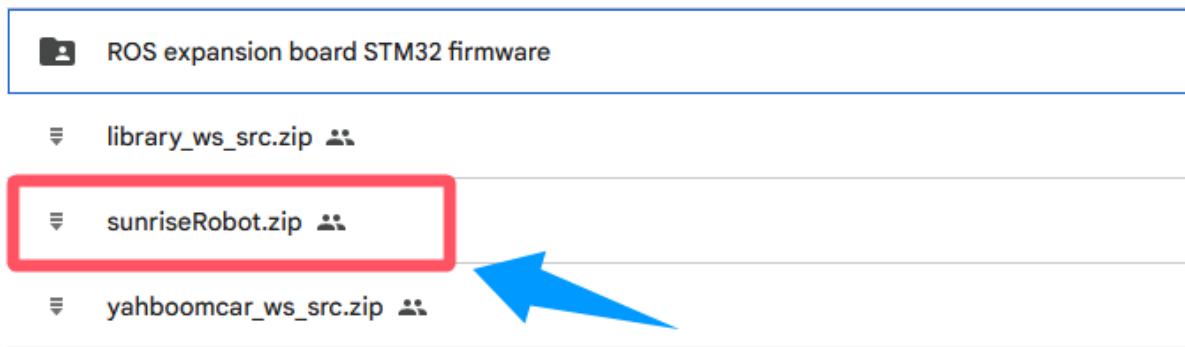 ROS expansion board STM32 firmware
library_ws_src.zip
sunriseRobot.zip
yahboomcar_ws_src.zip